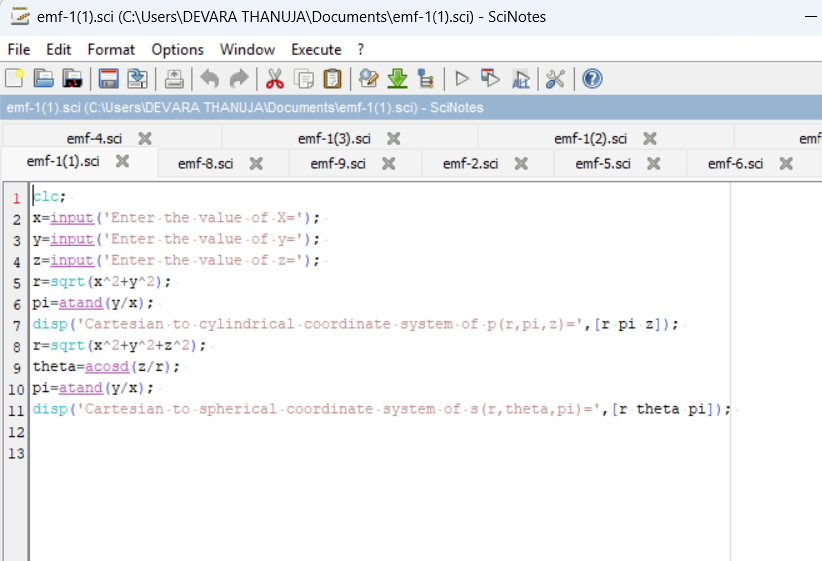 emf-1(1).sci (C:\Users\DEVARA THANUJA\Documents\emf-1(1).sci) - SciNotes
File Edit Format Options Window Execute ?
emf-1(1).sci (C:\Users\DEVARA THANUJA\Documents\emf-1(1).sci) - SciNotes
emf-4.sci emf-1(3).sci emf-1(2).sci emf
emf-1(1).sci emf-8.sci emf-9.sci emf-2.sci emf-5.sci emf-6.sci
1 clc;
2 x=input('Enter the value of X=');
3 y=input('Enter the value of y=');
4 z=input('Enter the value of z=');
5 r=sqrt(x^2+y^2);
6 pi=atand(y/x);
7 disp('Cartesian to cylindrical coordinate system of p(r,pi,z)=',[r pi z]);
8 r=sqrt(x^2+y^2+z^2);
9 theta=acosd(z/r);
10 pi=atand(y/x);
11 disp('Cartesian to spherical coordinate system of s(r,theta,pi)=',[r theta pi]);
12
13